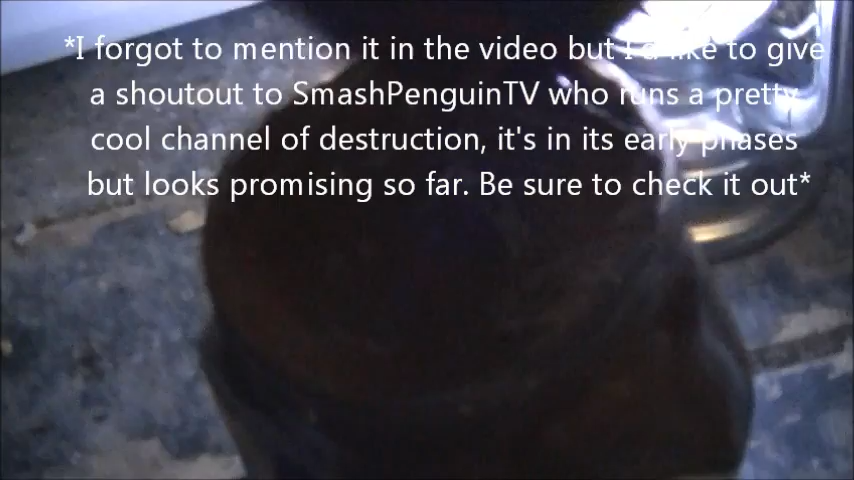 *I forgot to mention it in the video but I'd like to give
a shoutout to SmashPenguinTV who runs a pretty
cool channel of destruction, it's in its early phases
but looks promising so far. Be sure to check it out*